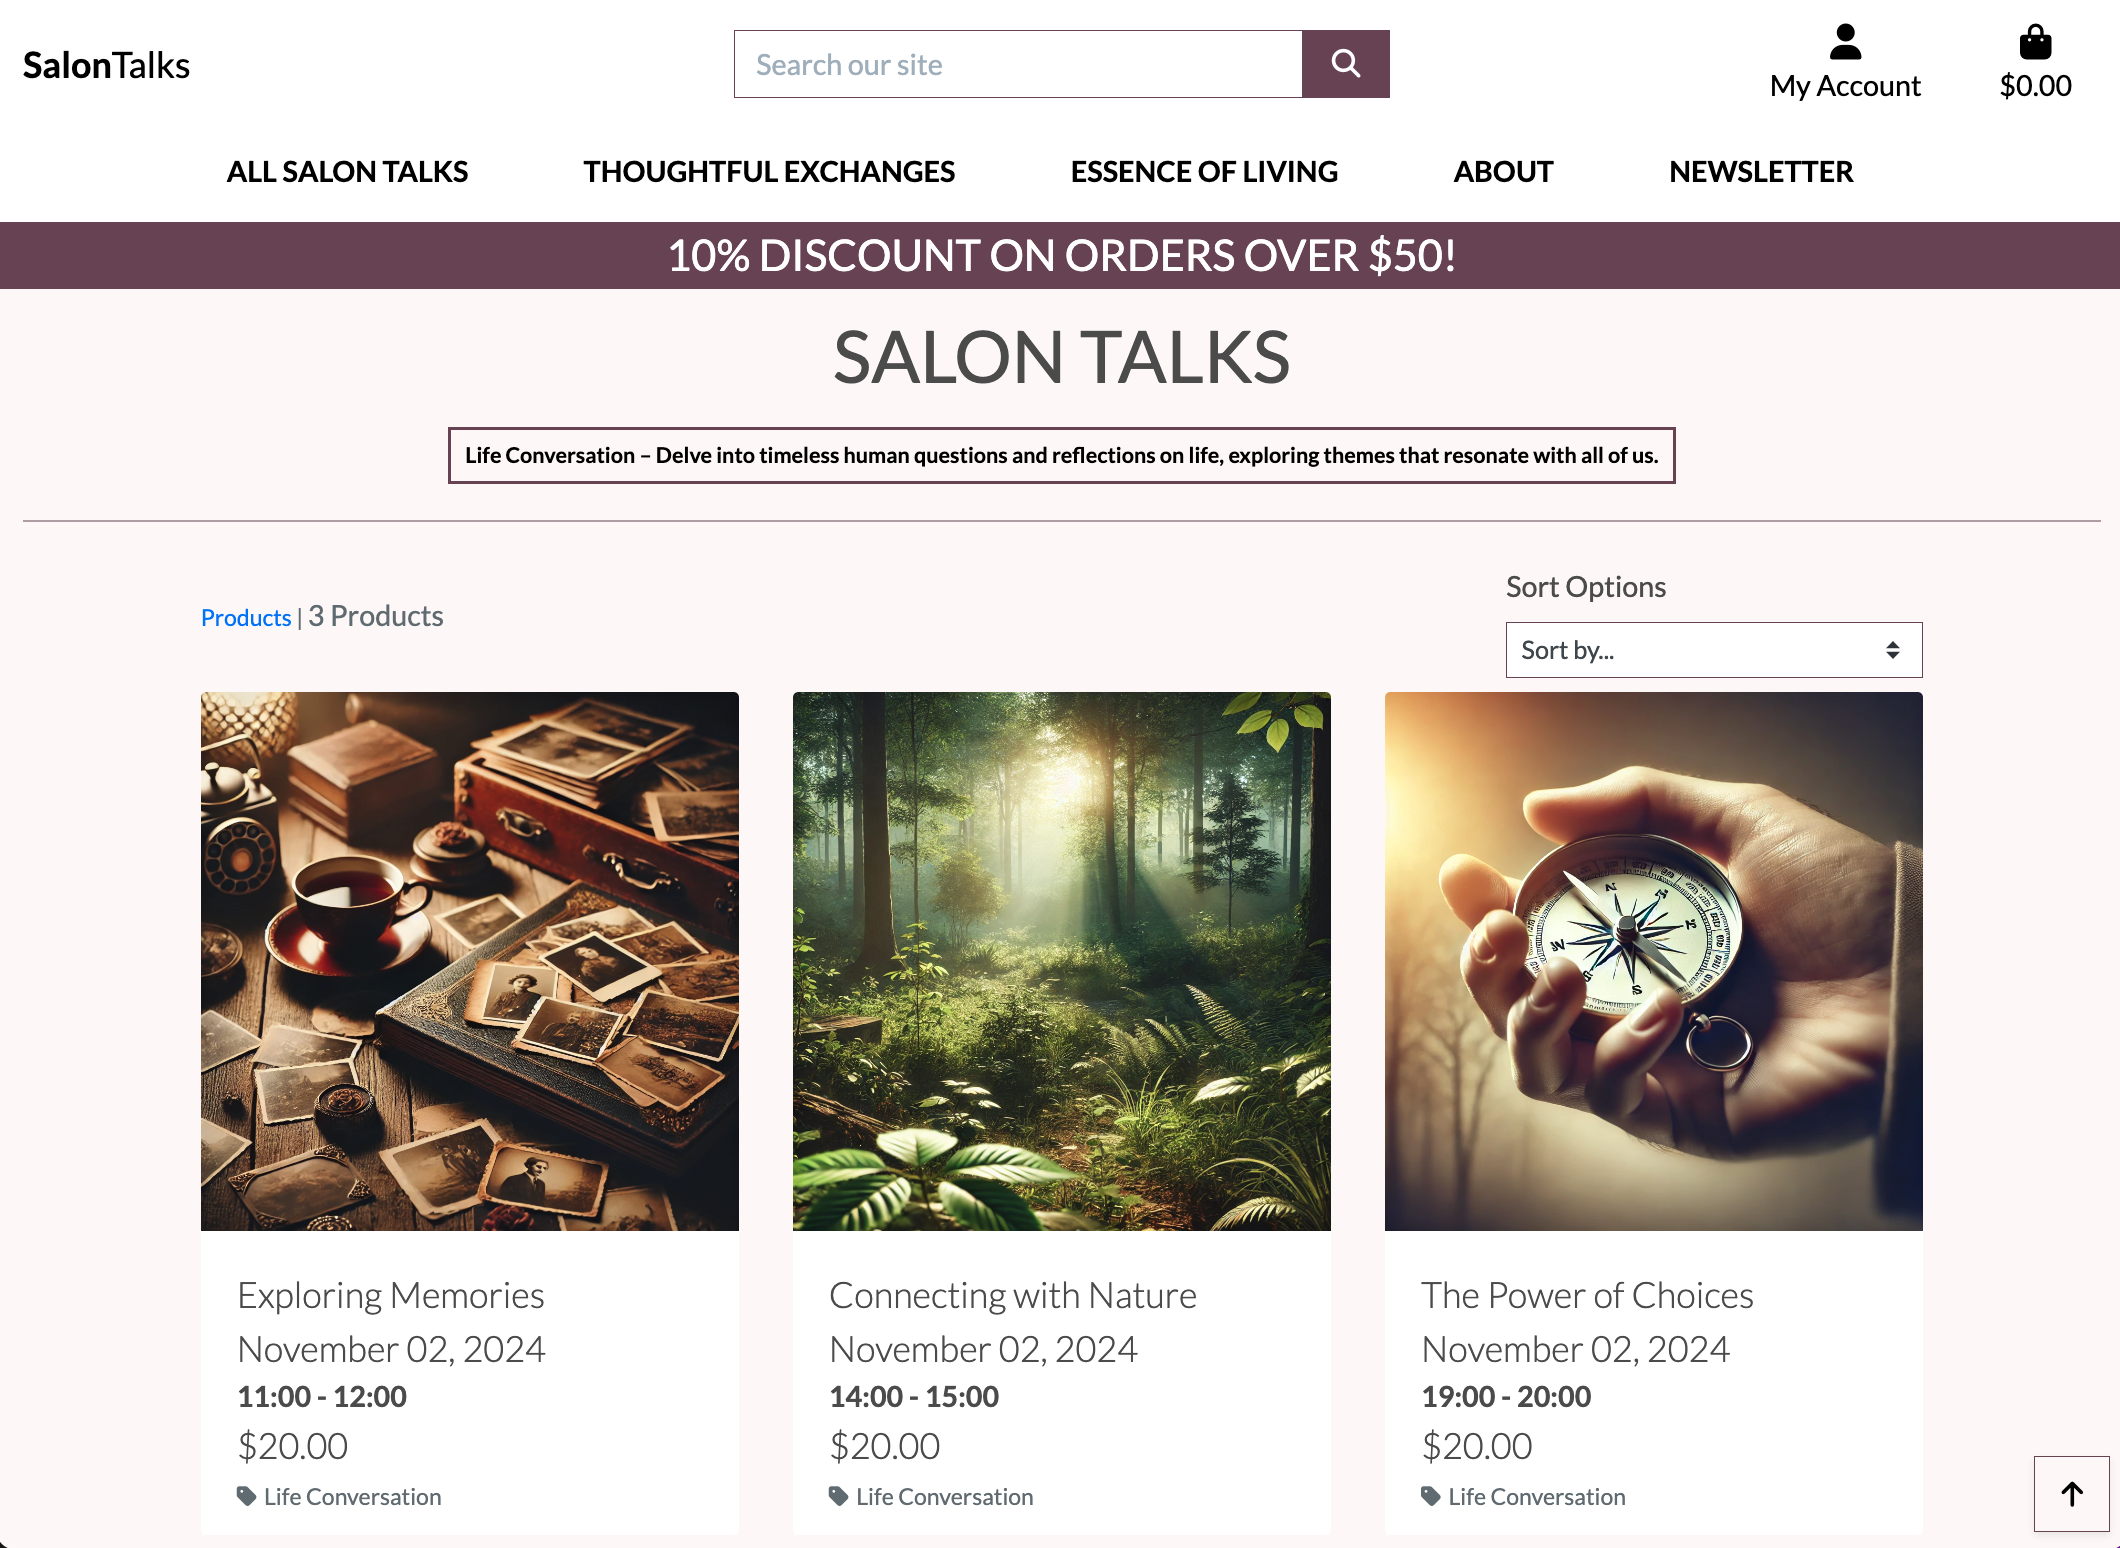 SalonTalks
Search our site
My Account
$0.00
ALL SALON TALKS
THOUGHTFUL EXCHANGES
ESSENCE OF LIVING
ABOUT
NEWSLETTER
10% DISCOUNT ON ORDERS OVER $50!
SALON TALKS
Life Conversation – Delve into timeless human questions and reflections on life, exploring themes that resonate with all of us.
Products | 3 Products
Sort Options
Sort by...
Exploring Memories
November 02, 2024
11:00 - 12:00
$20.00
Life Conversation
Connecting with Nature
November 02, 2024
14:00 - 15:00
$20.00
Life Conversation
The Power of Choices
November 02, 2024
19:00 - 20:00
$20.00
Life Conversation